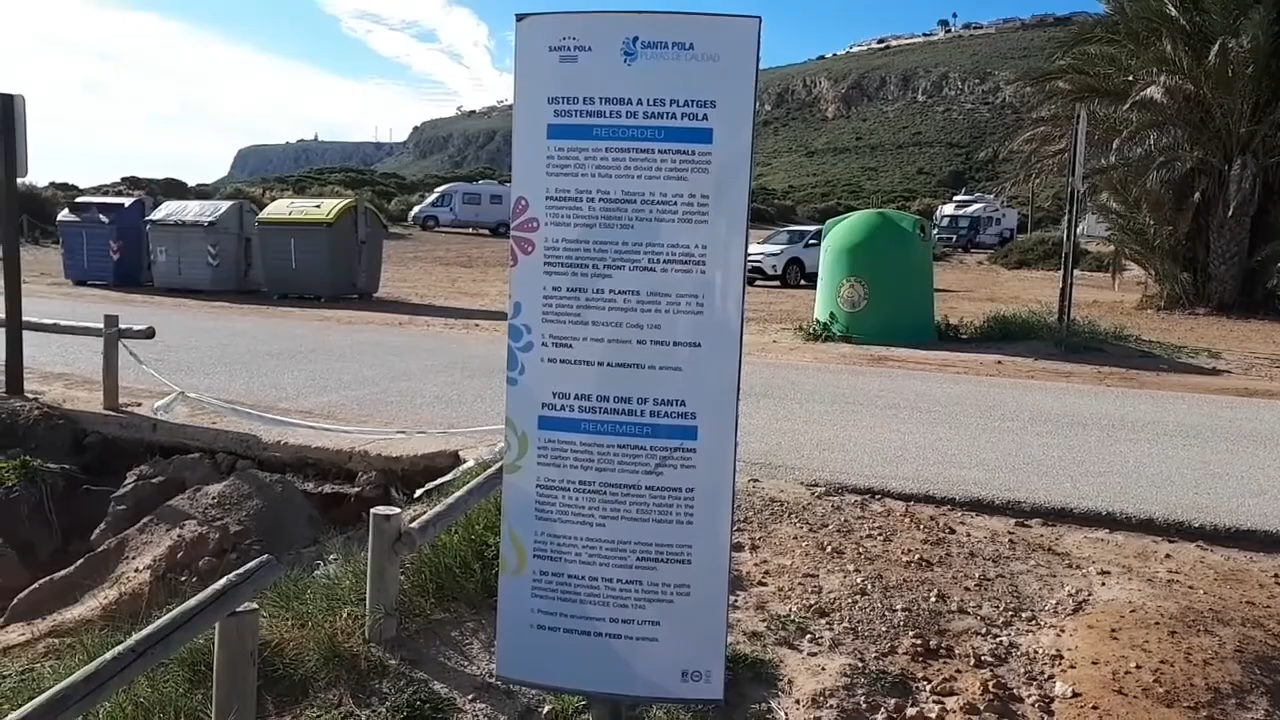 SANTA POLA
SANTA POLA
PLAYAS DE CALIDAD
USTED ES TROBA A LES PLATGES
SOSTENIBLES DE SANTA POLA
RECORDEU
1. Les platges són ECOSISTEMES NATURALS com
els boscos, amb els seus beneficis en la producció
d'oxigen (O2) i l'absorció de diòxid de carboni (CO2),
fonamental en la lluita contra el canvi climàtic.
2. Entre Santa Pola i Tabarca hi ha una de les
PRADERIES DE POSIDONIA OCEANICA més ben
conservades. Es classifica com a hàbitat prioritari
1120 a la Directiva Hàbitat i la Xarxa Natura 2000 com
a Hàbitat protegit ES5213024.
3. La Posidonia oceanica és una planta caduca. A la
tardor deixen les fulles i aquestes arriben a la platja, on
formen els anomenats "arribatges". ELS ARRIBATGES
PROTEGEIXEN EL FRONT LITORAL de l'erosió i la
regressió de les platges.
4. NO XAFEU LES PLANTES. Utilitzeu camins i
aparcaments autoritzats. En aquesta zona hi ha
una planta endèmica protegida que és el Limonium
santapolense.
Directiva Habitat 92/43/CEE Codig 1240.
5. Respecteu el medi ambient. NO TIREU BROSSA
AL TERRA.
6. NO MOLESTEU NI ALIMENTEU els animals.
YOU ARE ON ONE OF SANTA
POLA'S SUSTAINABLE BEACHES
REMEMBER
1. Like forests, beaches are NATURAL ECOSYSTEMS
with similar benefits, such as oxygen (O2) production
and carbon dioxide (CO2) absorption, making them
essential in the fight against climate change.
2. One of the BEST CONSERVED MEADOWS OF
POSIDONIA OCEANICA lies between Santa Pola and
Tabarca. It is a 1120 classified priority habitat in the
Habitat Directive and is site no. ES5213024 in the
Natura 2000 Network, named Protected Habitat Illa de
Tabarca/Surrounding sea.
3. P. oceanica is a deciduous plant whose leaves come
away in autumn, when it washes up onto the beach in
piles known as "arribazones". ARRIBAZONES
PROTECT from beach and coastal erosion.
4. DO NOT WALK ON THE PLANTS. Use the paths
and car parks provided. This area is home to a local
protected species called Limonium santapolense.
Directiva Habitat 92/43/CEE Code 1240.
5. Protect the environment. DO NOT LITTER.
6. DO NOT DISTURB OR FEED the animals.